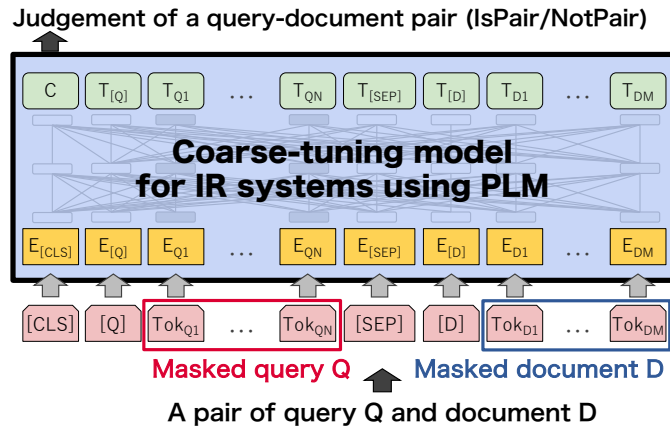 Judgement of a query-document pair (IsPair/NotPair)
C T[Q] TQ1 ... TQN T[SEP] T[D] TD1 ... TDM
Coarse-tuning model
for IR systems using PLM
E[CLS] E[Q] EQ1 ... EQN E[SEP] E[D] ED1 ... EDM
[CLS] [Q] TokQ1 ... TokQN [SEP] [D] TokD1 ... TokDM
Masked query Q Masked document D
A pair of query Q and document D